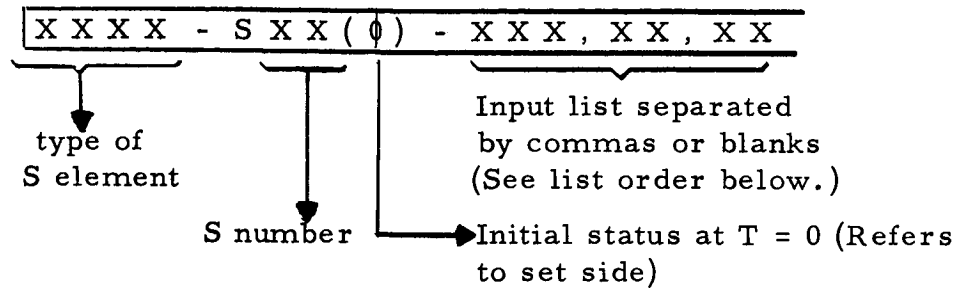 X X X X - S X X ( 0 ) - X X X , X X , X X
type of
S element
Input list separated
by commas or blanks
(See list order below.)
S number
Initial status at T = 0 (Refers
to set side)